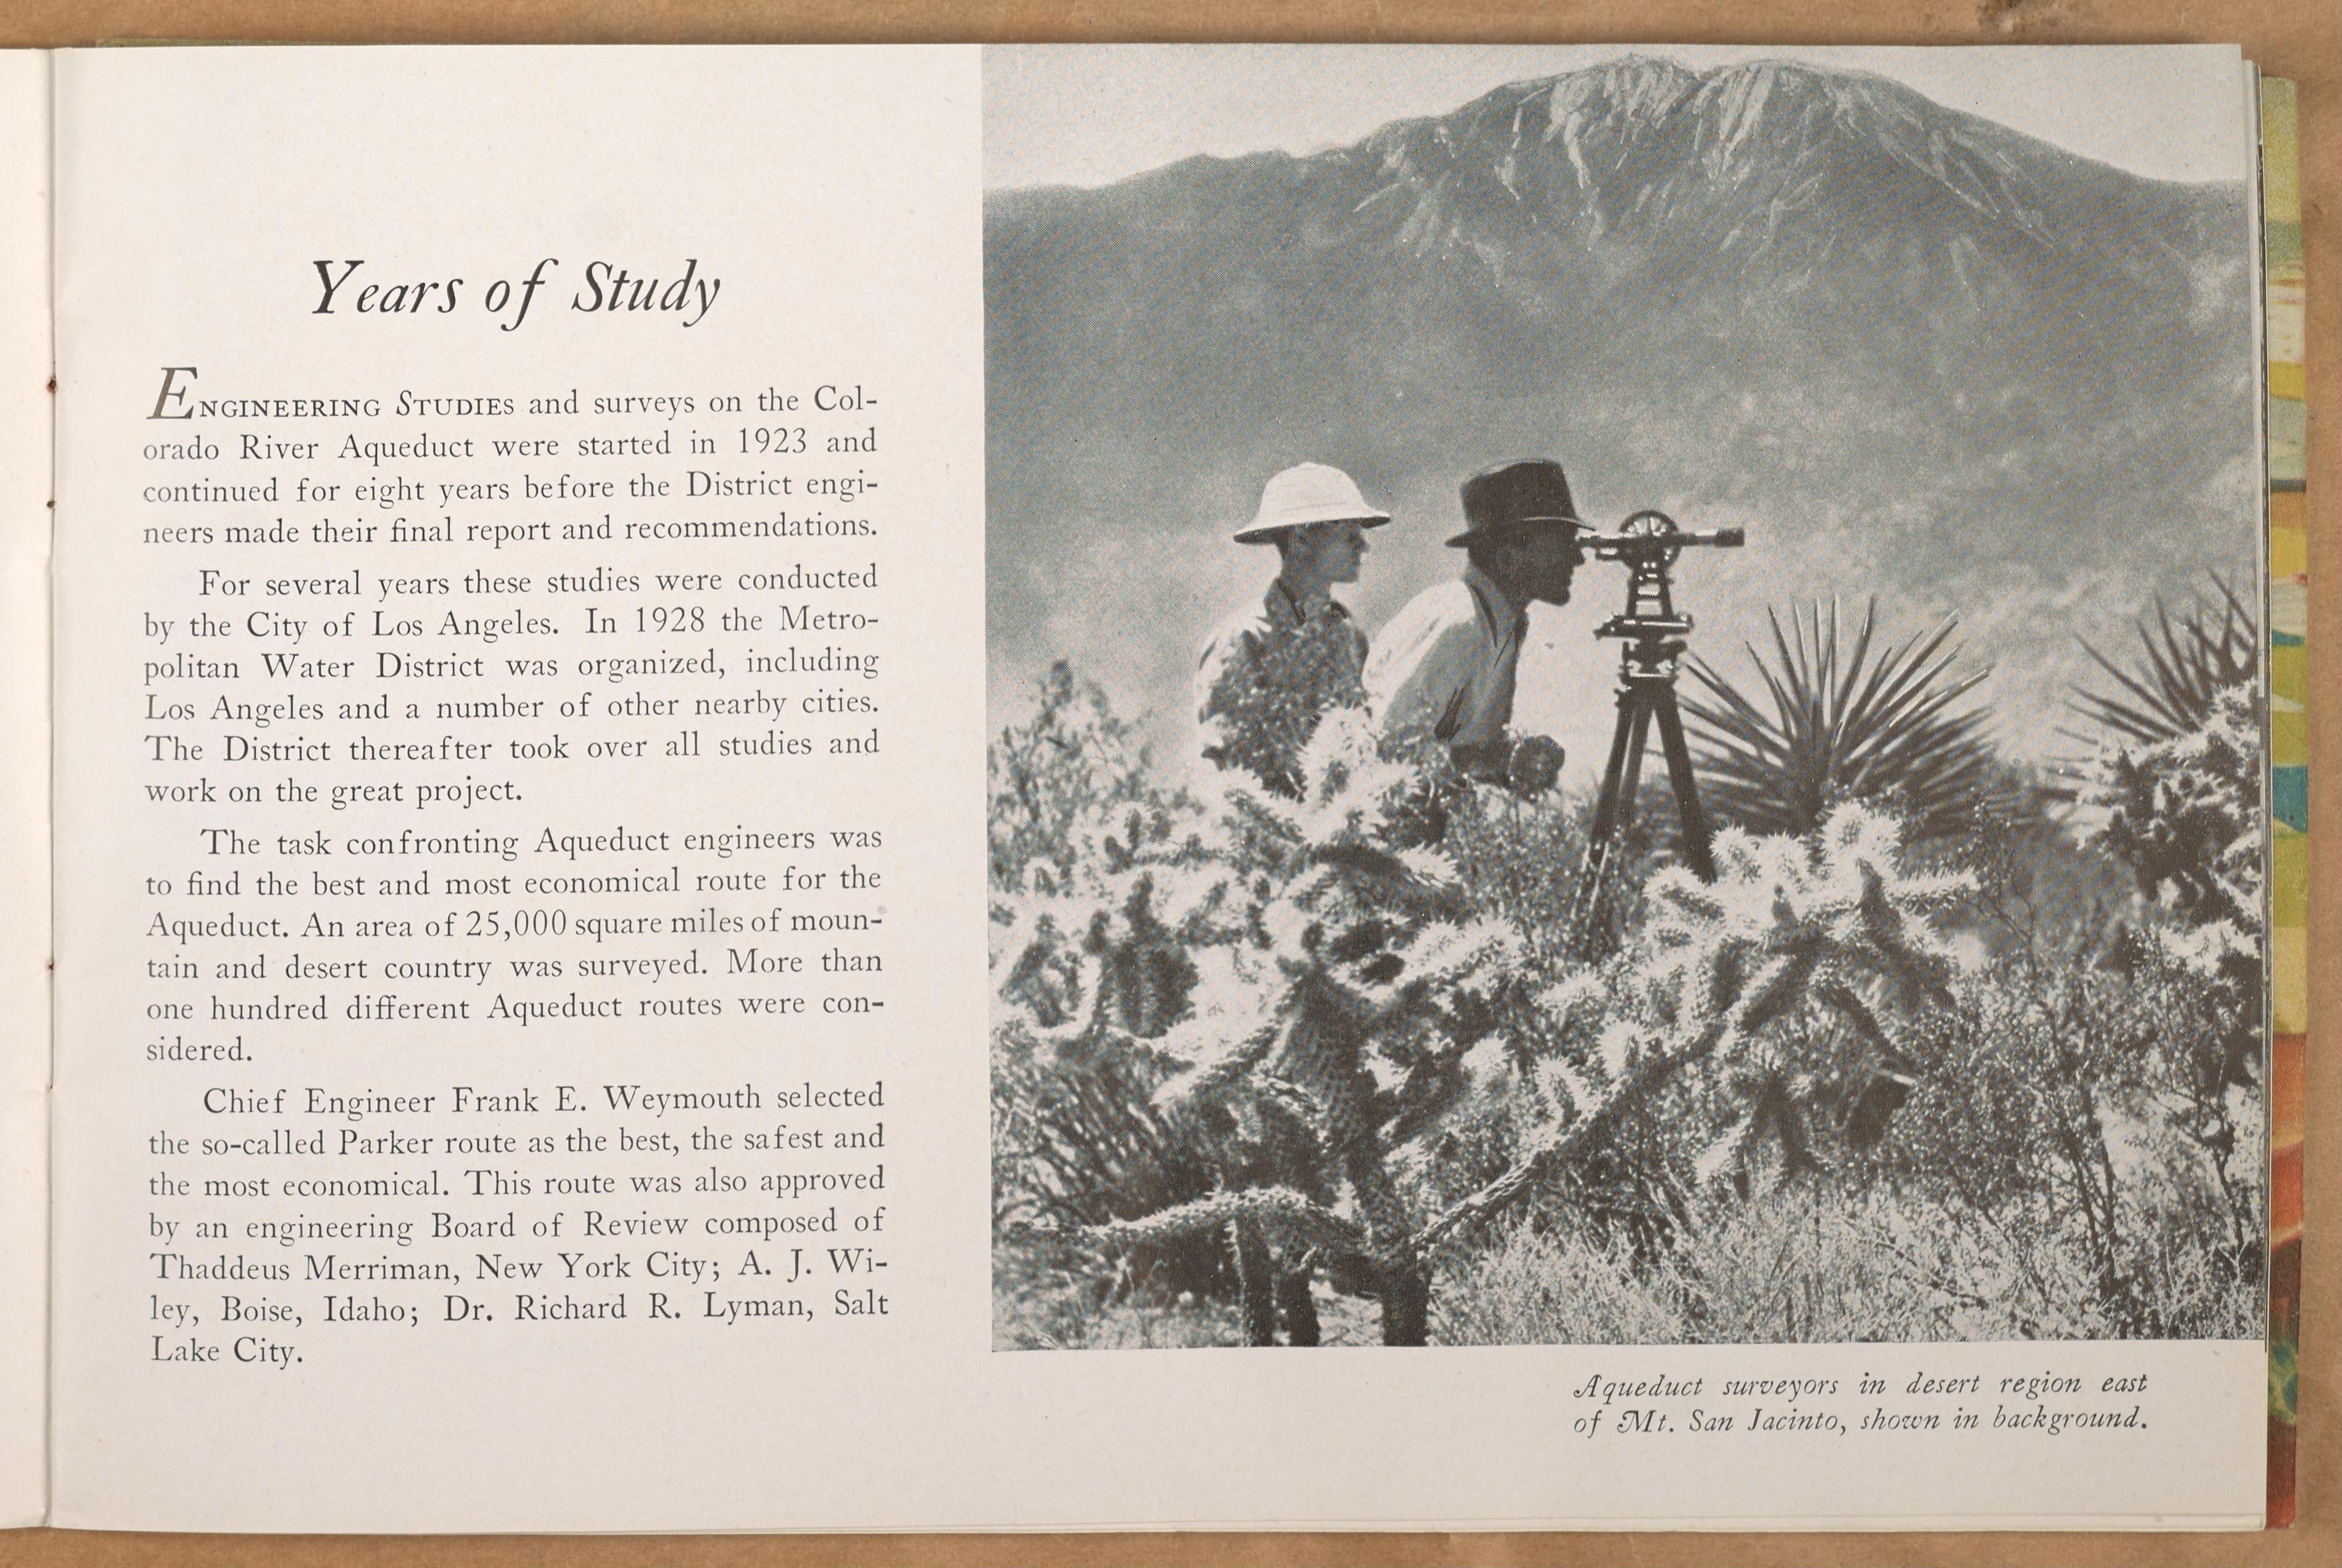 Years of Study
ENGINEERING STUDIES and surveys on the Col-
orado River Aqueduct were started in 1923 and
continued for eight years before the District engi-
neers made their final report and recommendations.
For several years these studies were conducted
by the City of Los Angeles. In 1928 the Metro-
politan Water District was organized, including
Los Angeles and a number of other nearby cities.
The District thereafter took over all studies and
work on the great project.
The task confronting Aqueduct engineers was
to find the best and most economical route for the
Aqueduct. An area of 25,000 square miles of moun-
tain and desert country was surveyed. More than
one hundred different Aqueduct routes were con-
sidered.
Chief Engineer Frank E. Weymouth selected
the so-called Parker route as the best, the safest and
the most economical. This route was also approved
by an engineering Board of Review composed of
Thaddeus Merriman, New York City; A. J. Wi-
ley, Boise, Idaho; Dr. Richard R. Lyman, Salt
Lake City.
Aqueduct surveyors in desert region east
of Mt. San Jacinto, shown in background.